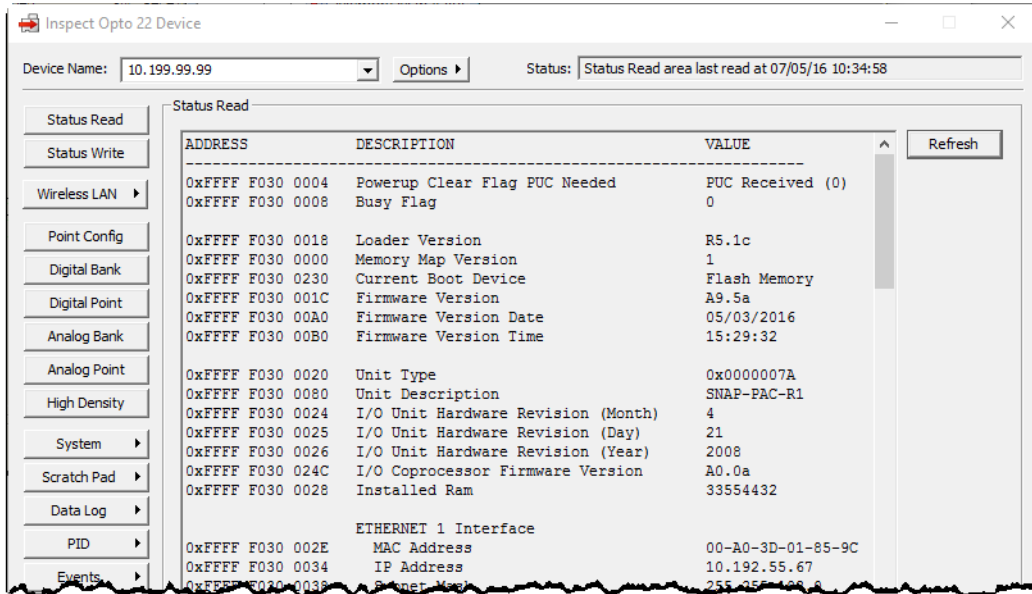 Inspect Opto 22 Device
Device Name: 10.199.99.99 Options Status: Status Read area last read at 07/05/16 10:34:58
Status Read
Status Write
Wireless LAN
Point Config
Digital Bank
Digital Point
Analog Bank
Analog Point
High Density
System
Scratch Pad
Data Log
PID
Events
Status Read
ADDRESS DESCRIPTION VALUE
0xFFFF F030 0004 Powerup Clear Flag PUC Needed PUC Received (0)
0xFFFF F030 0008 Busy Flag 0
0xFFFF F030 0018 Loader Version R5.1c
0xFFFF F030 0000 Memory Map Version 1
0xFFFF F030 0230 Current Boot Device Flash Memory
0xFFFF F030 001C Firmware Version A9.5a
0xFFFF F030 00A0 Firmware Version Date 05/03/2016
0xFFFF F030 00B0 Firmware Version Time 15:29:32
0xFFFF F030 0020 Unit Type 0x0000007A
0xFFFF F030 0080 Unit Description SNAP-PAC-R1
0xFFFF F030 0024 I/O Unit Hardware Revision (Month) 4
0xFFFF F030 0025 I/O Unit Hardware Revision (Day) 21
0xFFFF F030 0026 I/O Unit Hardware Revision (Year) 2008
0xFFFF F030 024C I/O Coprocessor Firmware Version A0.0a
0xFFFF F030 0028 Installed Ram 33554432
ETHERNET 1 Interface
0xFFFF F030 002E MAC Address 00-A0-3D-01-85-9C
0xFFFF F030 0034 IP Address 10.192.55.67
0xFFFF F030 0038
Refresh